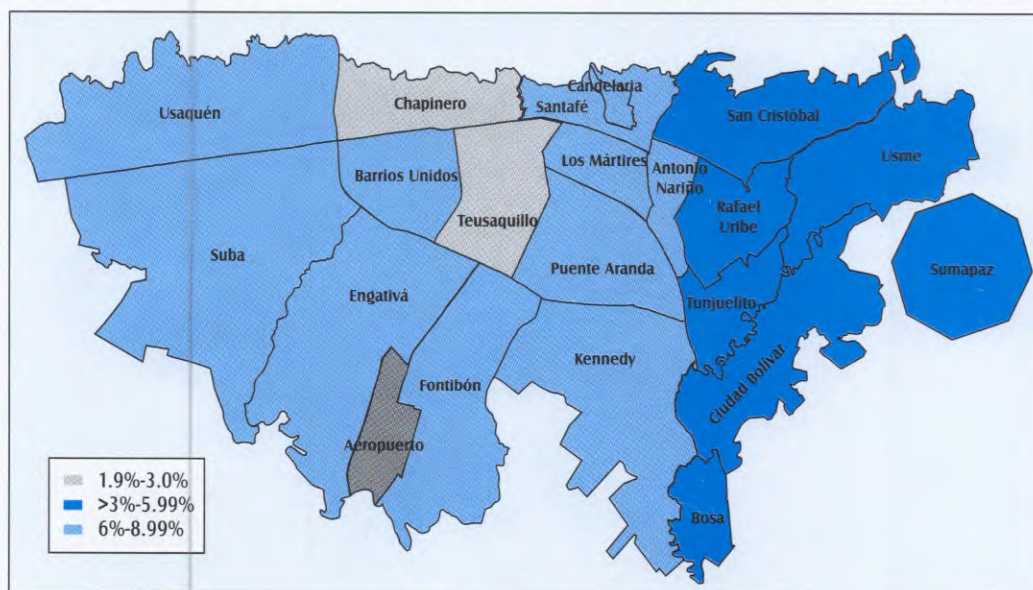 Usaquén
Chapinero
Candelaria
Santafé
San Cristóbal
Usme
Barrios Unidos
Teusaquillo
Los Mártires
Antonio
Nariño
Rafael
Uribe
Suba
Engativá
Puente Aranda
Sumapaz
Tunjuelito
Fontibón
Kennedy
Ciudad Bolívar
Aeropuerto
Bosa
1.9%-3.0%
>3%-5.99%
6%-8.99%